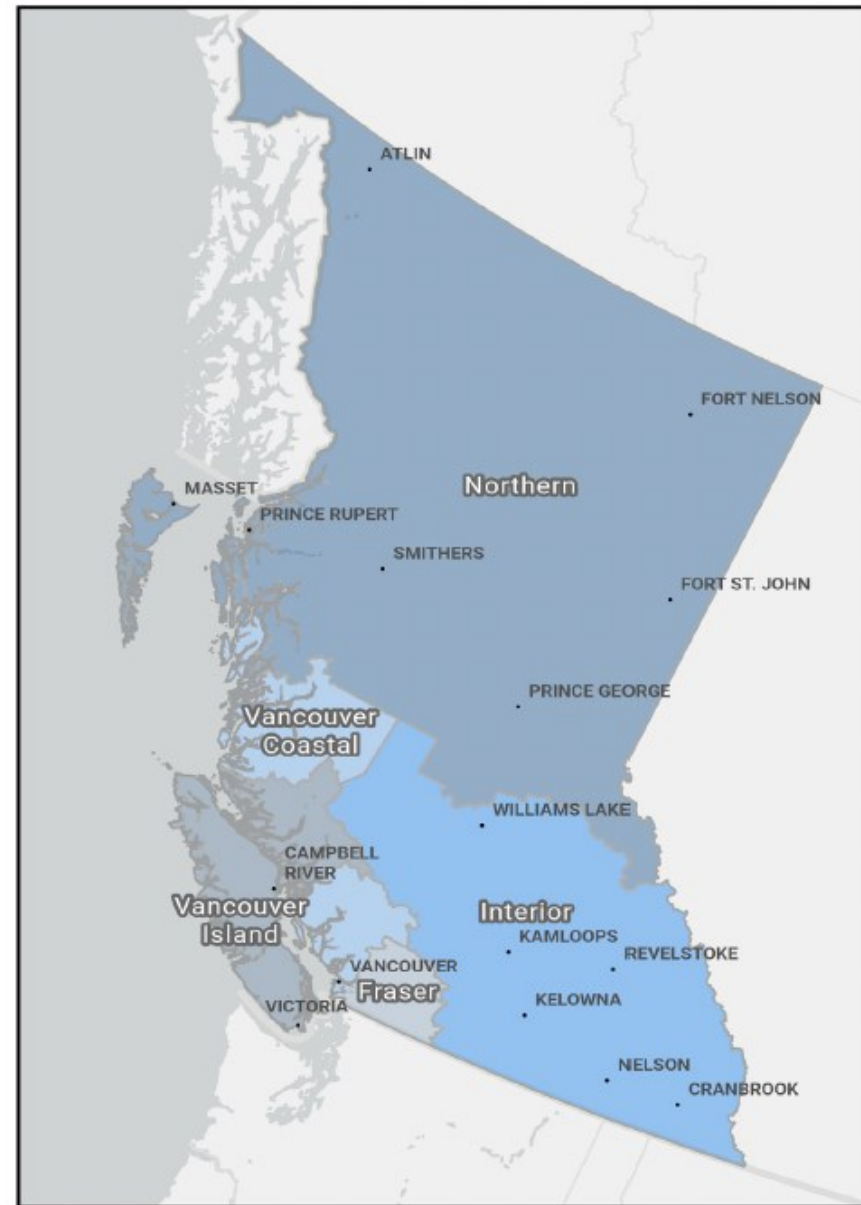 ATLIN
FORT NELSON
Northern
MASSET
PRINCE RUPERT
SMITHERS
FORT ST. JOHN
PRINCE GEORGE
Vancouver
Coastal
WILLIAMS LAKE
CAMPBELL
RIVER
Vancouver
Island
Interior
KAMLOOPS
REVELSTOKE
VANCOUVER
Fraser
KELOWNA
VICTORIA
NELSON
CRANBROOK